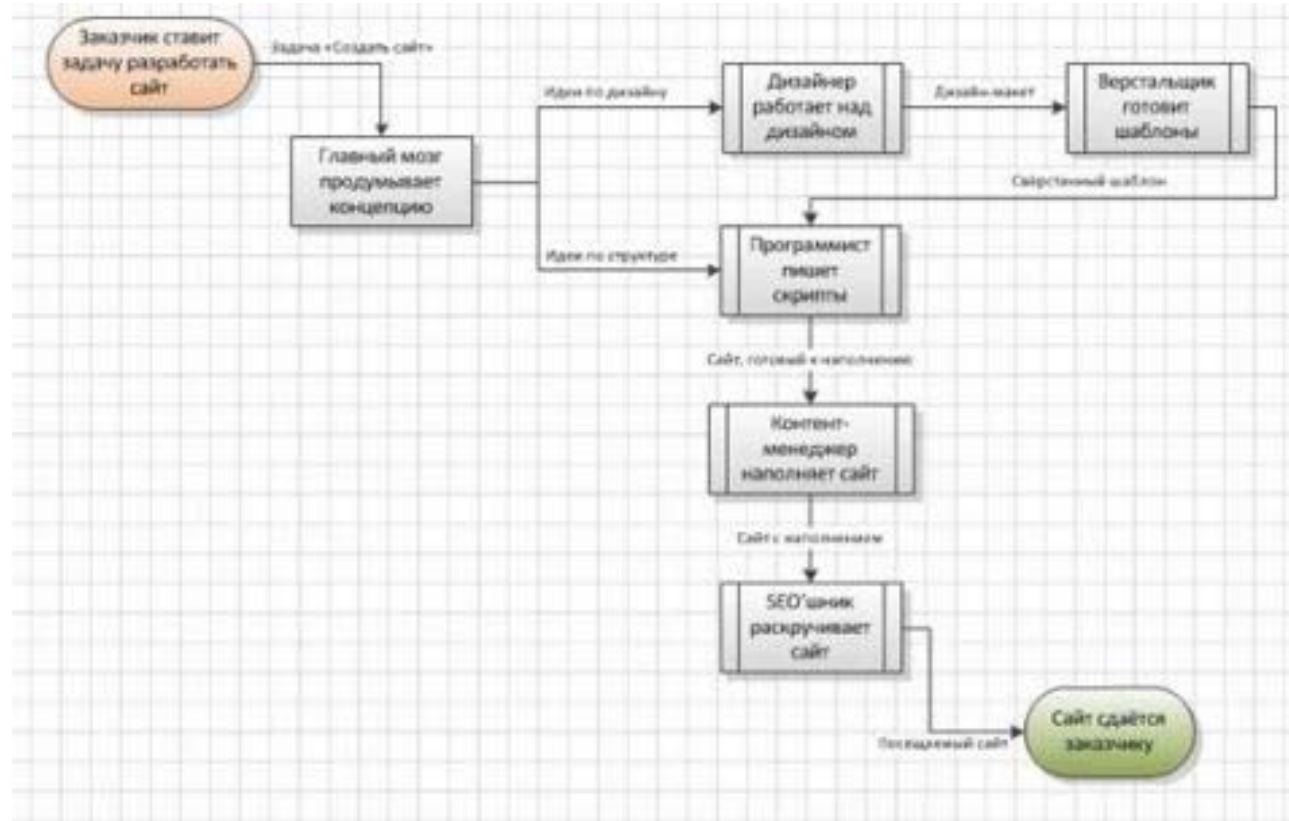 Заказчик ставит
задачу разработать
сайт
Задача «Создать сайт»
Главный мозг
продумывает
концепцию
Идеи по дизайну
Дизайнер
работает над
дизайном
Дизайн-макет
Верстальщик
готовит
шаблоны
Свёрстанный шаблон
Идеи по структуре
Программист
пишет
скрипты
Сайт, готовый к наполнению
Контент-
менеджер
наполняет сайт
Сайт с наполнением
SEO'шник
раскручивает
сайт
Посещаемый сайт
Сайт сдаётся
заказчику